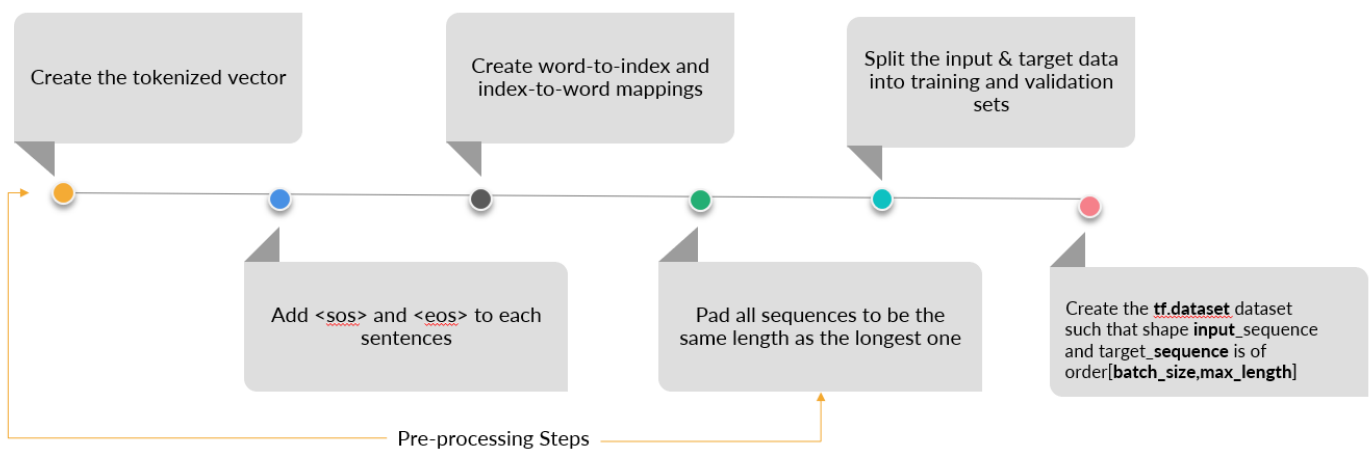 Create the tokenized vector
Create word-to-index and
index-to-word mappings
Split the input & target data
into training and validation
sets
Add <sos> and <eos> to each
sentences
Pad all sequences to be the
same length as the longest one
Create the tf.dataset dataset
such that shape input_sequence
and target_sequence is of
order[batch_size,max_length]
Pre-processing Steps